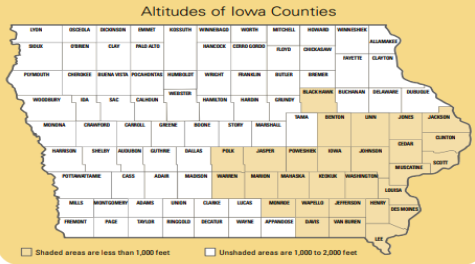 Altitudes of Iowa Counties
LYON OSCEOLA DICKINSON EMMET KOSSUTH WINNEBAGO WORTH MITCHELL HOWARD WINNESHIEK ALLAMAKEE
SIOUX O'BRIEN CLAY PALO ALTO HANCOCK CERRO GORDO FLOYD CHICKASAW
FAYETTE CLAYTON
PLYMOUTH CHEROKEE BUENA VISTA POCAHONTAS HUMBOLDT WRIGHT FRANKLIN BUTLER BREMER
WEBSTER BLACK HAWK BUCHANAN DELAWARE DUBUQUE
WOODBURY IDA SAC CALHOUN HAMILTON HARDIN GRUNDY
TAMA BENTON LINN JONES JACKSON
MONONA CRAWFORD CARROLL GREENE BOONE STORY MARSHALL
CLINTON
CEDAR
HARRISON SHELBY AUDUBON GUTHRIE DALLAS POLK JASPER POWESHIEK IOWA JOHNSON
SCOTT
MUSCATINE
POTTAWATTAMIE CASS ADAIR MADISON WARREN MARION MAHASKA KEOKUK WASHINGTON
LOUISA
MILLS MONTGOMERY ADAMS UNION CLARKE LUCAS MONROE WAPELLO JEFFERSON HENRY
DES MOINES
FREMONT PAGE TAYLOR RINGGOLD DECATUR WAYNE APPANOOSE DAVIS VAN BUREN
LEE
Shaded areas are less than 1,000 feet Unshaded areas are 1,000 to 2,000 feet